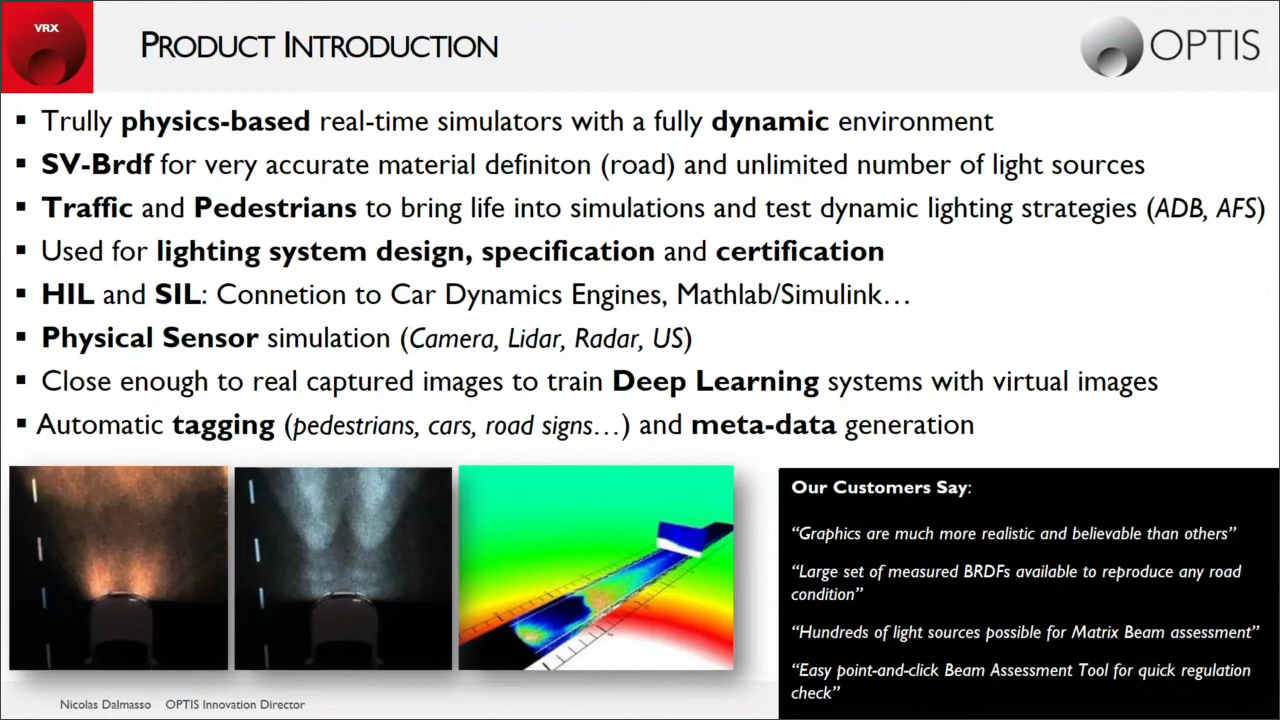 VRX
PRODUCT INTRODUCTION
OPTIS
▪ Trully physics-based real-time simulators with a fully dynamic environment
▪ SV-Brdf for very accurate material definiton (road) and unlimited number of light sources
▪ Traffic and Pedestrians to bring life into simulations and test dynamic lighting strategies (ADB, AFS)
▪ Used for lighting system design, specification and certification
▪ HIL and SIL: Connetion to Car Dynamics Engines, Mathlab/Simulink…
▪ Physical Sensor simulation (Camera, Lidar, Radar, US)
▪ Close enough to real captured images to train Deep Learning systems with virtual images
▪ Automatic tagging (pedestrians, cars, road signs…) and meta-data generation
Our Customers Say:
“Graphics are much more realistic and believable than others”
“Large set of measured BRDFs available to reproduce any road
condition”
“Hundreds of light sources possible for Matrix Beam assessment”
“Easy point-and-click Beam Assessment Tool for quick regulation
check”
Nicolas Dalmasso OPTIS Innovation Director